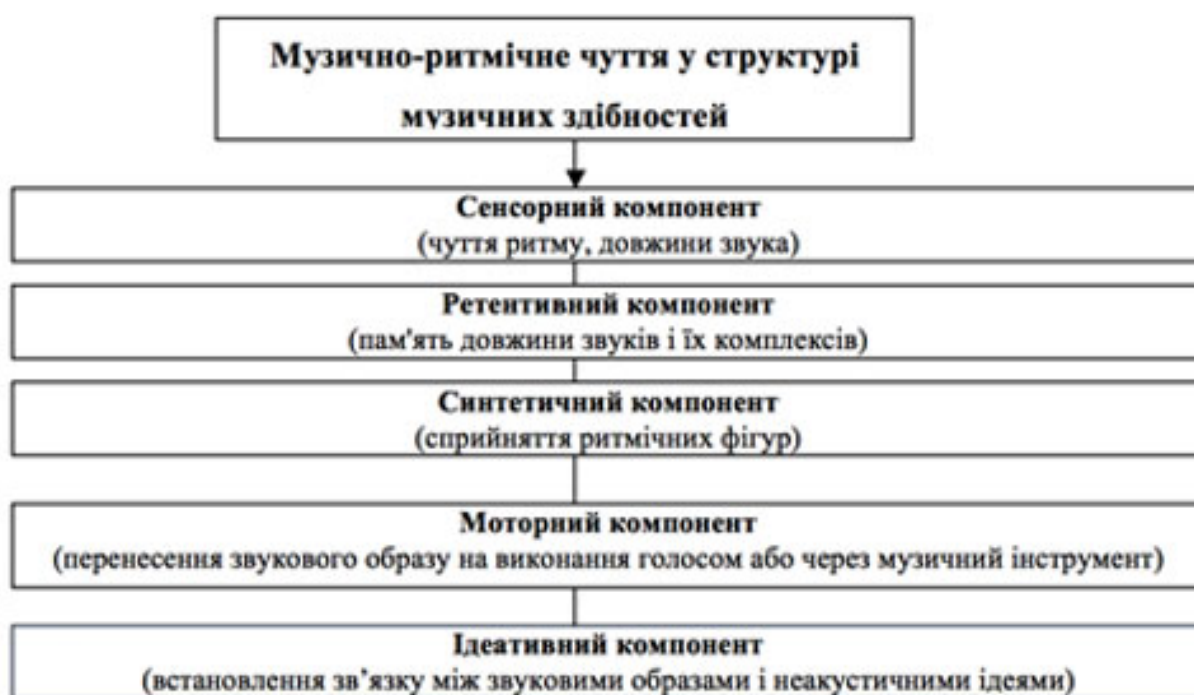 Музично-ритмічне чуття у структурі
музичних здібностей
Сенсорний компонент
(чуття ритму, довжини звука)
Ретентивний компонент
(пам'ять довжини звуків і їх комплексів)
Синтетичний компонент
(сприйняття ритмічних фігур)
Моторний компонент
(перенесення звукового образу на виконання голосом або через музичний інструмент)
Ідеативний компонент
(встановлення зв’язку між звуковими образами і неакустичними ідеями)